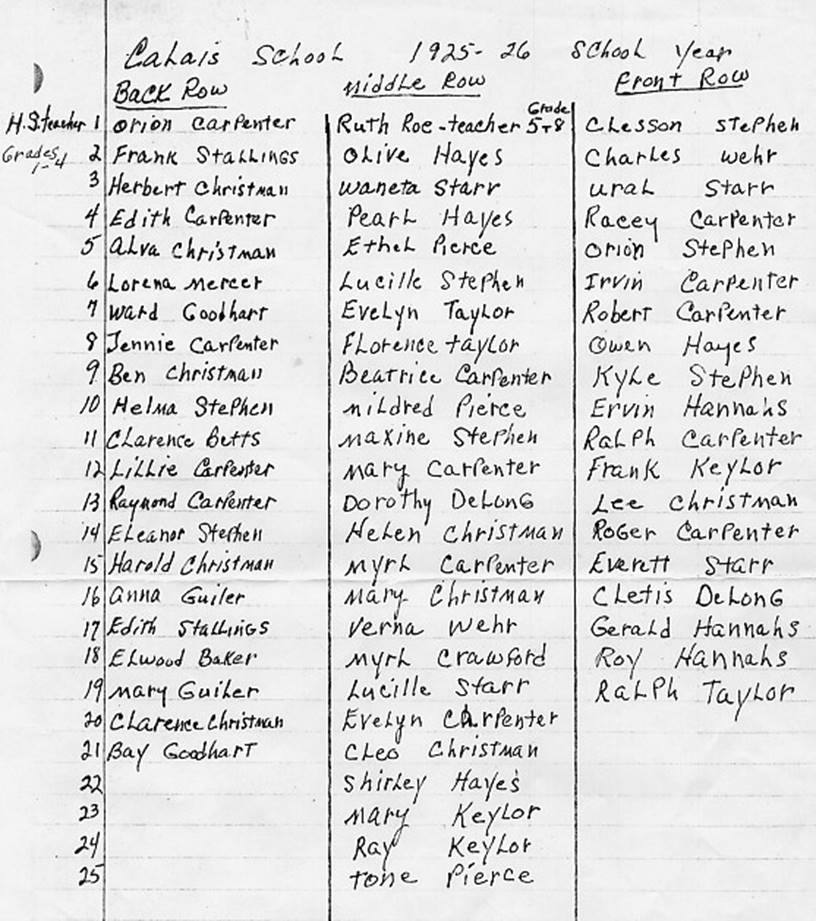 Calais School 1925-26 School Year
Back Row Middle Row Front Row
H.S. teacher 1 Orion Carpenter Ruth Roe-teacher Grade 5-8 Clesson Stephen
Grades 1-4 2 Frank Stallings Olive Hayes Charles Wehr
3 Herbert Christman Waneta Starr Ural Starr
4 Edith Carpenter Pearl Hayes Racey Carpenter
5 Alva Christman Ethel Pierce Orion Stephen
6 Lorena Mercer Lucille Stephen Irvin Carpenter
7 Ward Goodhart Evelyn Taylor Robert Carpenter
8 Jennie Carpenter Florence Taylor Owen Hayes
9 Ben Christman Beatrice Carpenter Kyle Stephen
10 Helma Stephen Mildred Pierce Ervin Hannahs
11 Clarence Betts Maxine Stephen Ralph Carpenter
12 Lillie Carpenter Mary Carpenter Frank Keylor
13 Raymond Carpenter Dorothy DeLong Lee Christman
14 Eleanor Stephen Helen Christman Roger Carpenter
15 Harold Christman Myrl Carpenter Everett Starr
16 Anna Guiler Mary Christman Cletis DeLong
17 Edith Stallings Verna Wehr Gerald Hannahs
18 Elwood Baker Myrl Crawford Roy Hannahs
19 Mary Guiler Lucille Starr Ralph Taylor
20 Clarence Christman Evelyn Carpenter
21 Bay Goodhart Cleo Christman
22 Shirley Hayes
23 Mary Keylor
24 Ray Keylor
25 Tone Pierce